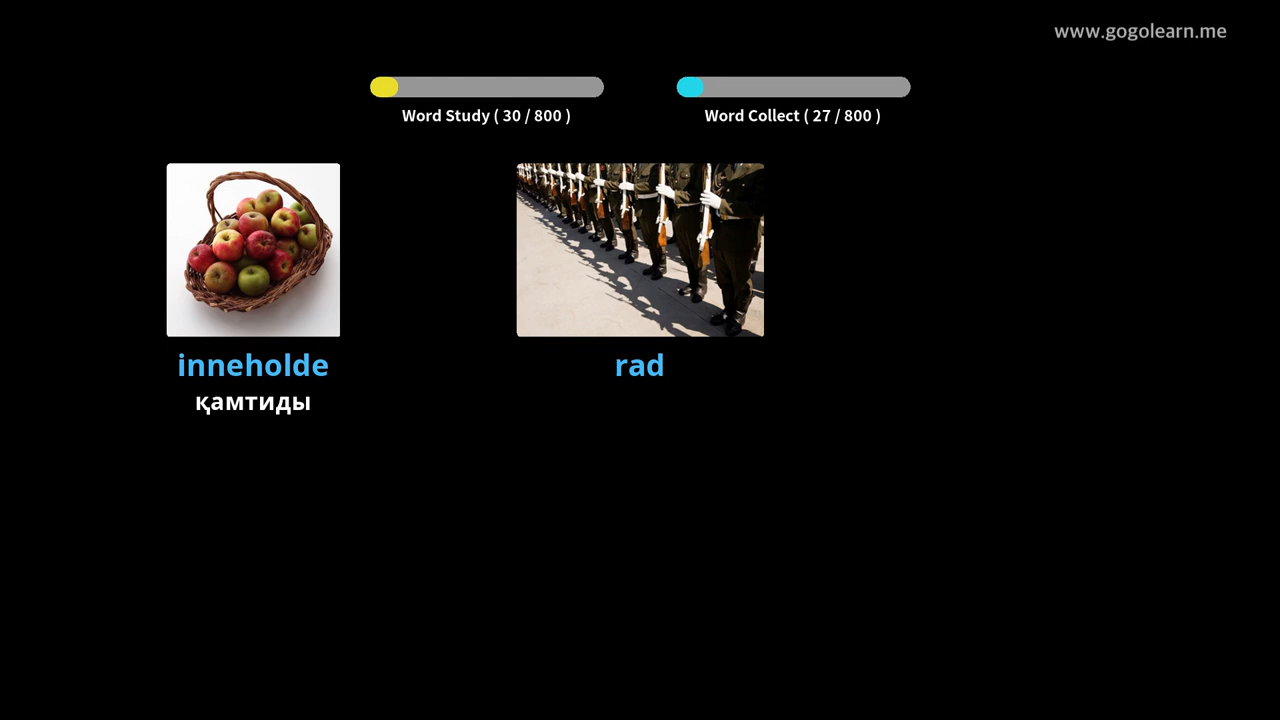 www.gogolearn.me
Word Study ( 30 / 800 )
Word Collect ( 27 / 800 )
inneholde
қамтиды
rad